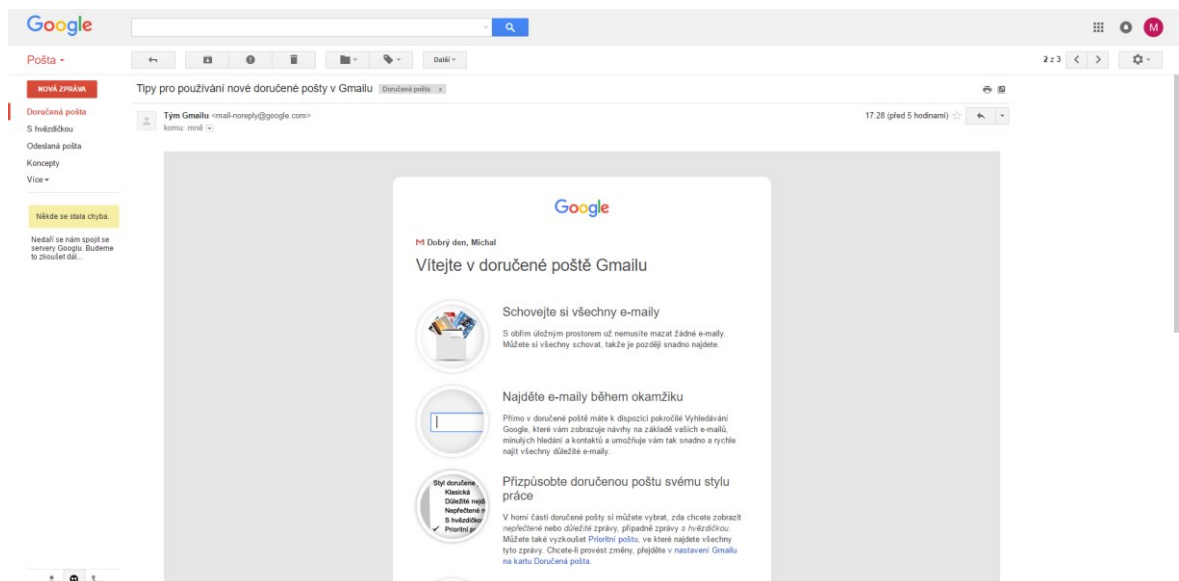 Google
M
Pošta
Další
2 z 3
NOVÁ ZPRÁVA
Doručená pošta
S hvězdičkou
Odeslaná pošta
Koncepty
Více
Někde se stala chyba.
Nedaří se nám spojit se
servery Googlu. Budeme
to zkoušet dál...
Tipy pro používání nové doručené pošty v Gmailu Doručená pošta x
Tým Gmailu <mail-noreply@google.com>
komu: mně
17:28 (před 5 hodinami)
Google
Dobrý den, Michal
Vítejte v doručené poště Gmailu
Schovejte si všechny e-maily
S obřím úložným prostorem už nemusíte mazat žádné e-maily.
Můžete si všechny schovat, takže je později snadno najdete.
Najděte e-maily během okamžiku
Přímo v doručené poště máte k dispozici pokročilé Vyhledávání
Google, které vám zobrazuje návrhy na základě vašich e-mailů,
minulých hledání a kontaktů a umožňuje vám tak snadno a rychle
najít všechny důležité e-maily.
Styl doručené
Klasická
Důležité nejd
Nepřečtené n
S hvězdičko
Prioritní p
Přizpůsobte doručenou poštu svému stylu
práce
V horní části doručené pošty si můžete vybrat, zda chcete zobrazit
nepřečtené nebo důležité zprávy, případně zprávy s hvězdičkou.
Můžete také vyzkoušet Prioritní poštu, ve které najdete všechny
tyto zprávy. Chcete-li provést změny, přejděte v nastavení Gmailu
na kartu Doručená pošta.